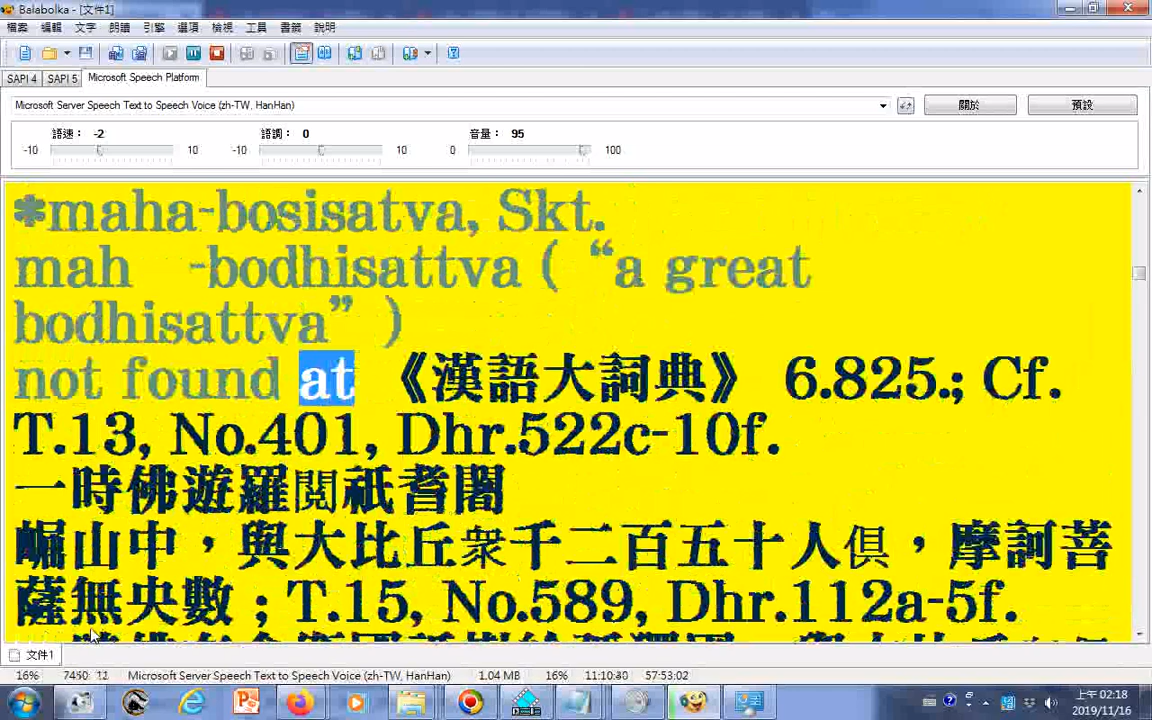 Balabolka - [文件1]
檔案 編輯 文字 朗讀 引擎 選項 檢視 工具 書籤 說明
SAPI 4 SAPI 5 Microsoft Speech Platform
Microsoft Server Speech Text to Speech Voice (zh-TW, HanHan) 關於 預設
語速： -2 語調： 0 音量： 95
-10 10 -10 10 0 100
*maha-bosisatva, Skt.
mah -bodhisattva ( “a great
bodhisattva” )
not found at 《漢語大詞典》 6.825.; Cf.
T.13, No.401, Dhr.522c-10f.
一時佛遊羅閱祇耆闍
崛山中，與大比丘衆千二百五十人俱，摩訶菩
薩無央數；T.15, No.589, Dhr.112a-5f.
文件1
16% Microsoft Server Speech Text to Speech Voice (zh-TW, HanHan) 1.04 MB 16% 11:10:30 57:53:02
上午 02:18
2019/11/16